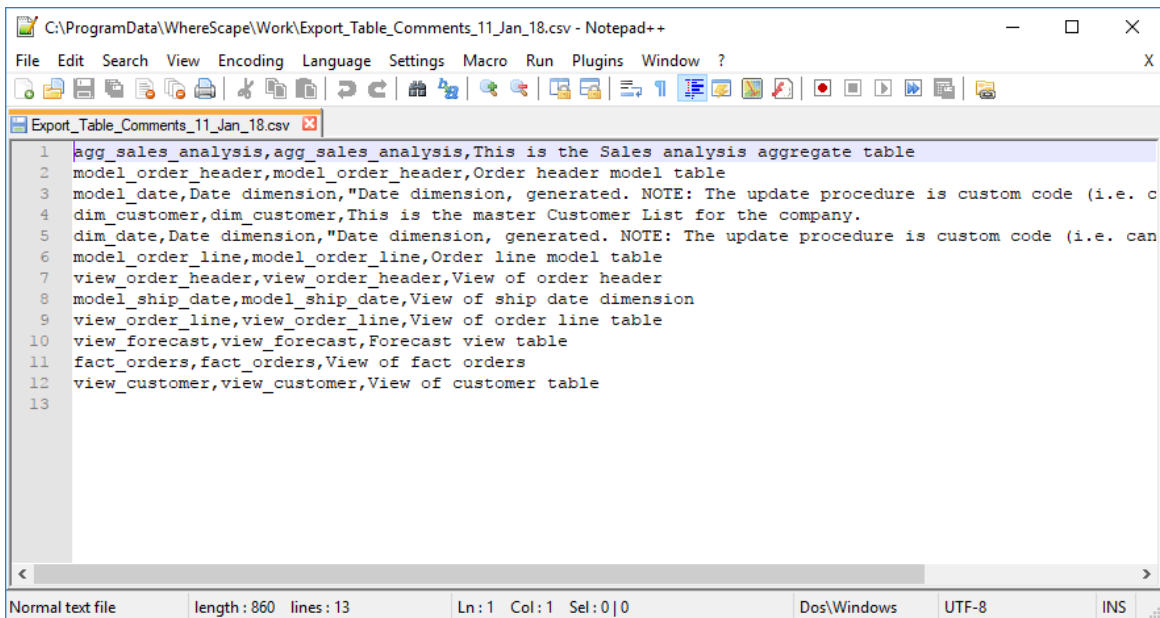 C:\ProgramData\WhereScape\Work\Export_Table_Comments_11_Jan_18.csv - Notepad++
File Edit Search View Encoding Language Settings Macro Run Plugins Window ? X
Export_Table_Comments_11_Jan_18.csv
1 agg_sales_analysis,agg_sales_analysis,This is the Sales analysis aggregate table
2 model_order_header,model_order_header,Order header model table
3 model_date,Date dimension,"Date dimension, generated. NOTE: The update procedure is custom code (i.e. c
4 dim_customer,dim_customer,This is the master Customer List for the company.
5 dim_date,Date dimension,"Date dimension, generated. NOTE: The update procedure is custom code (i.e. can
6 model_order_line,model_order_line,Order line model table
7 view_order_header,view_order_header,View of order header
8 model_ship_date,model_ship_date,View of ship date dimension
9 view_order_line,view_order_line,View of order line table
10 view_forecast,view_forecast,Forecast view table
11 fact_orders,fact_orders,View of fact orders
12 view_customer,view_customer,View of customer table
13
Normal text file length : 860 lines : 13 Ln : 1 Col : 1 Sel : 0 | 0 Dos\Windows UTF-8 INS